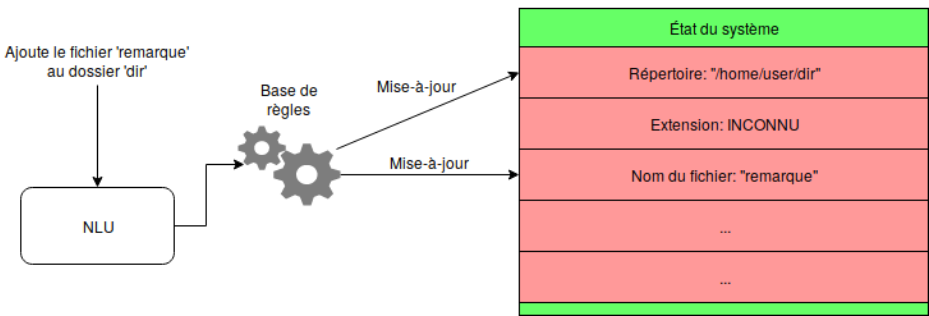 Ajoute le fichier 'remarque'
au dossier 'dir'
NLU
Base de
règles
Mise-à-jour
Mise-à-jour
État du système
Répertoire: "/home/user/dir"
Extension: INCONNU
Nom du fichier: "remarque"
...
...